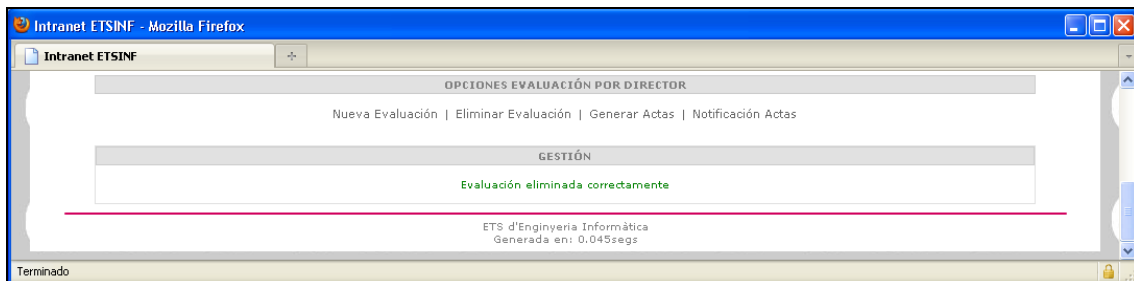 Intranet ETSINF - Mozilla Firefox
Intranet ETSINF
OPCIONES EVALUACIÓN POR DIRECTOR
Nueva Evaluación | Eliminar Evaluación | Generar Actas | Notificación Actas
GESTIÓN
Evaluación eliminada correctamente
ETS d'Enginyeria Informàtica
Generada en: 0.045segs
Terminado